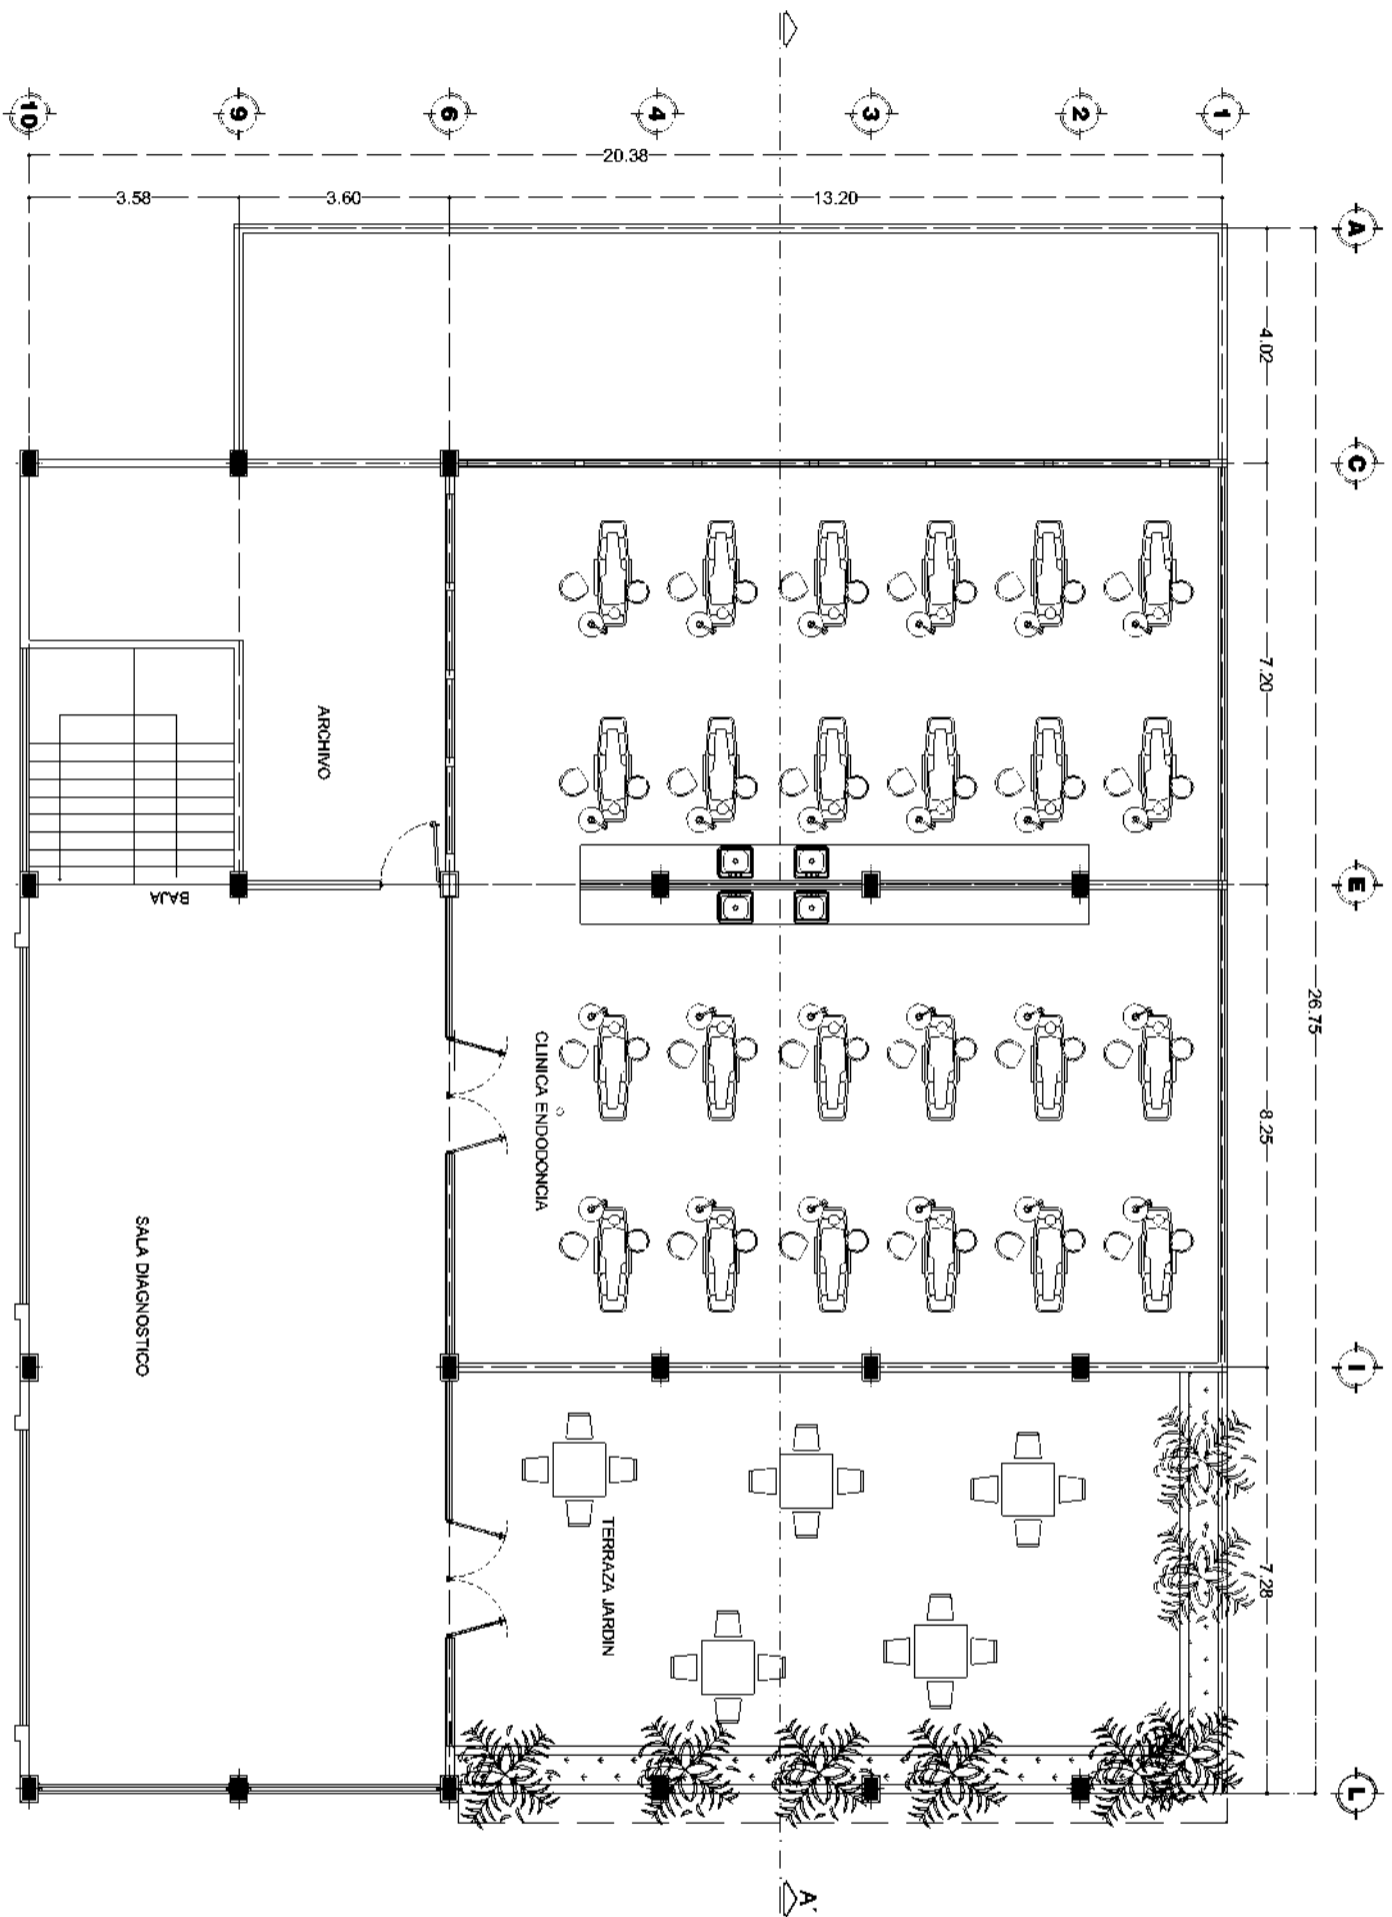 10
9
6
4
3
2
1
20.38
3.58
3.60
13.20
A
4.02
C
7.20
ARCHIVO
BAJA
E
26.75
CLINICA ENDODONCIA
8.25
SALA DIAGNOSTICO
I
TERRAZA JARDIN
7.28
L
A'